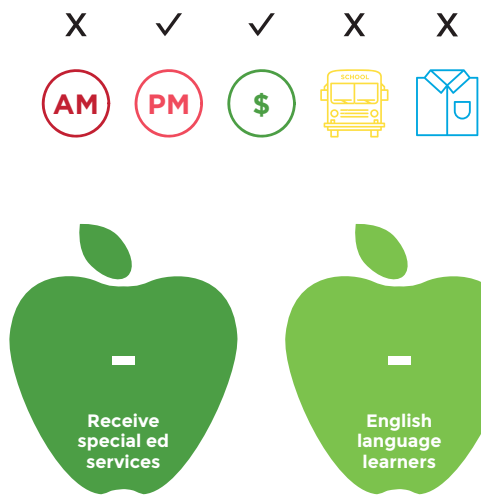 X ✓ ✓ X X
AM PM $ SCHOOL
- -
Receive
special ed
services
English
language
learners